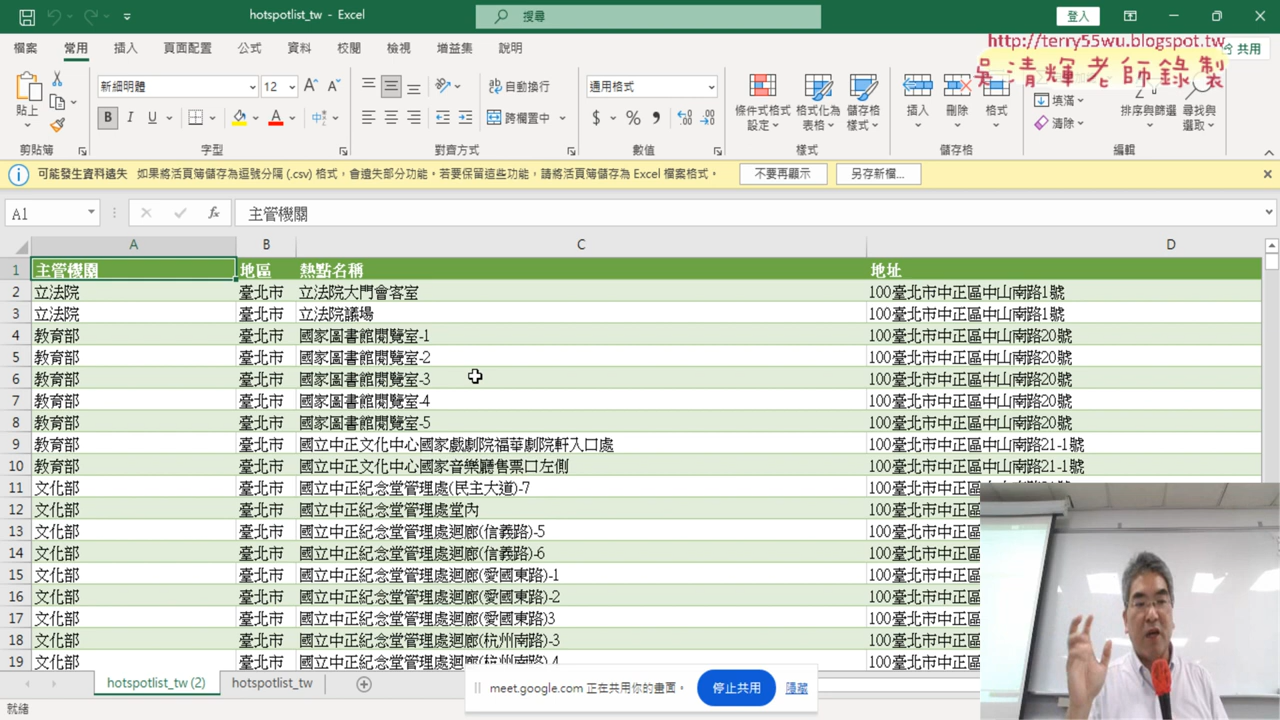 hotspotlist_tw - Excel
搜尋
登入
http://terry55wu.blogspot.tw
吳清輝老師錄製
檔案 常用 插入 頁面配置 公式 資料 校閱 檢視 增益集 說明
共用
貼上
新細明體 12
自動換行
跨欄置中
通用格式
條件式格式設定
格式化為表格
儲存格樣式
插入 刪除 格式
填滿
清除
排序與篩選
尋找與選取
剪貼簿 字型 對齊方式 數值 樣式 儲存格 編輯
可能發生資料遺失 如果將活頁簿儲存為逗號分隔 (.csv) 格式，會遺失部分功能。若要保留這些功能，請將活頁簿儲存為 Excel 檔案格式。 不要再顯示 另存新檔...
A1 fx 主管機關
A B C D
1 主管機關 地區 熱點名稱 地址
2 立法院 臺北市 立法院大門會客室 100臺北市中正區中山南路1號
3 立法院 臺北市 立法院議場 100臺北市中正區中山南路1號
4 教育部 臺北市 國家圖書館閱覽室-1 100臺北市中正區中山南路20號
5 教育部 臺北市 國家圖書館閱覽室-2 100臺北市中正區中山南路20號
6 教育部 臺北市 國家圖書館閱覽室-3 100臺北市中正區中山南路20號
7 教育部 臺北市 國家圖書館閱覽室-4 100臺北市中正區中山南路20號
8 教育部 臺北市 國家圖書館閱覽室-5 100臺北市中正區中山南路20號
9 教育部 臺北市 國立中正文化中心國家戲劇院福華劇院軒入口處 100臺北市中正區中山南路21-1號
10 教育部 臺北市 國立中正文化中心國家音樂廳售票口左側 100臺北市中正區中山南路21-1號
11 文化部 臺北市 國立中正紀念堂管理處(民主大道)-7 100臺北市
12 文化部 臺北市 國立中正紀念堂管理處堂內 100臺北市
13 文化部 臺北市 國立中正紀念堂管理處迴廊(信義路)-5 100臺北市
14 文化部 臺北市 國立中正紀念堂管理處迴廊(信義路)-6 100臺北市
15 文化部 臺北市 國立中正紀念堂管理處迴廊(愛國東路)-1 100臺北市
16 文化部 臺北市 國立中正紀念堂管理處迴廊(愛國東路)-2 100臺北市
17 文化部 臺北市 國立中正紀念堂管理處迴廊(愛國東路)3 100臺北市
18 文化部 臺北市 國立中正紀念堂管理處迴廊(杭州南路)-3 100臺北市
19 文化部 臺北市 國立中正紀念堂管理處迴廊(杭州南路)-4 100臺北市
hotspotlist_tw (2) hotspotlist_tw
meet.google.com 正在共用你的畫面。 停止共用 隱藏
就緒